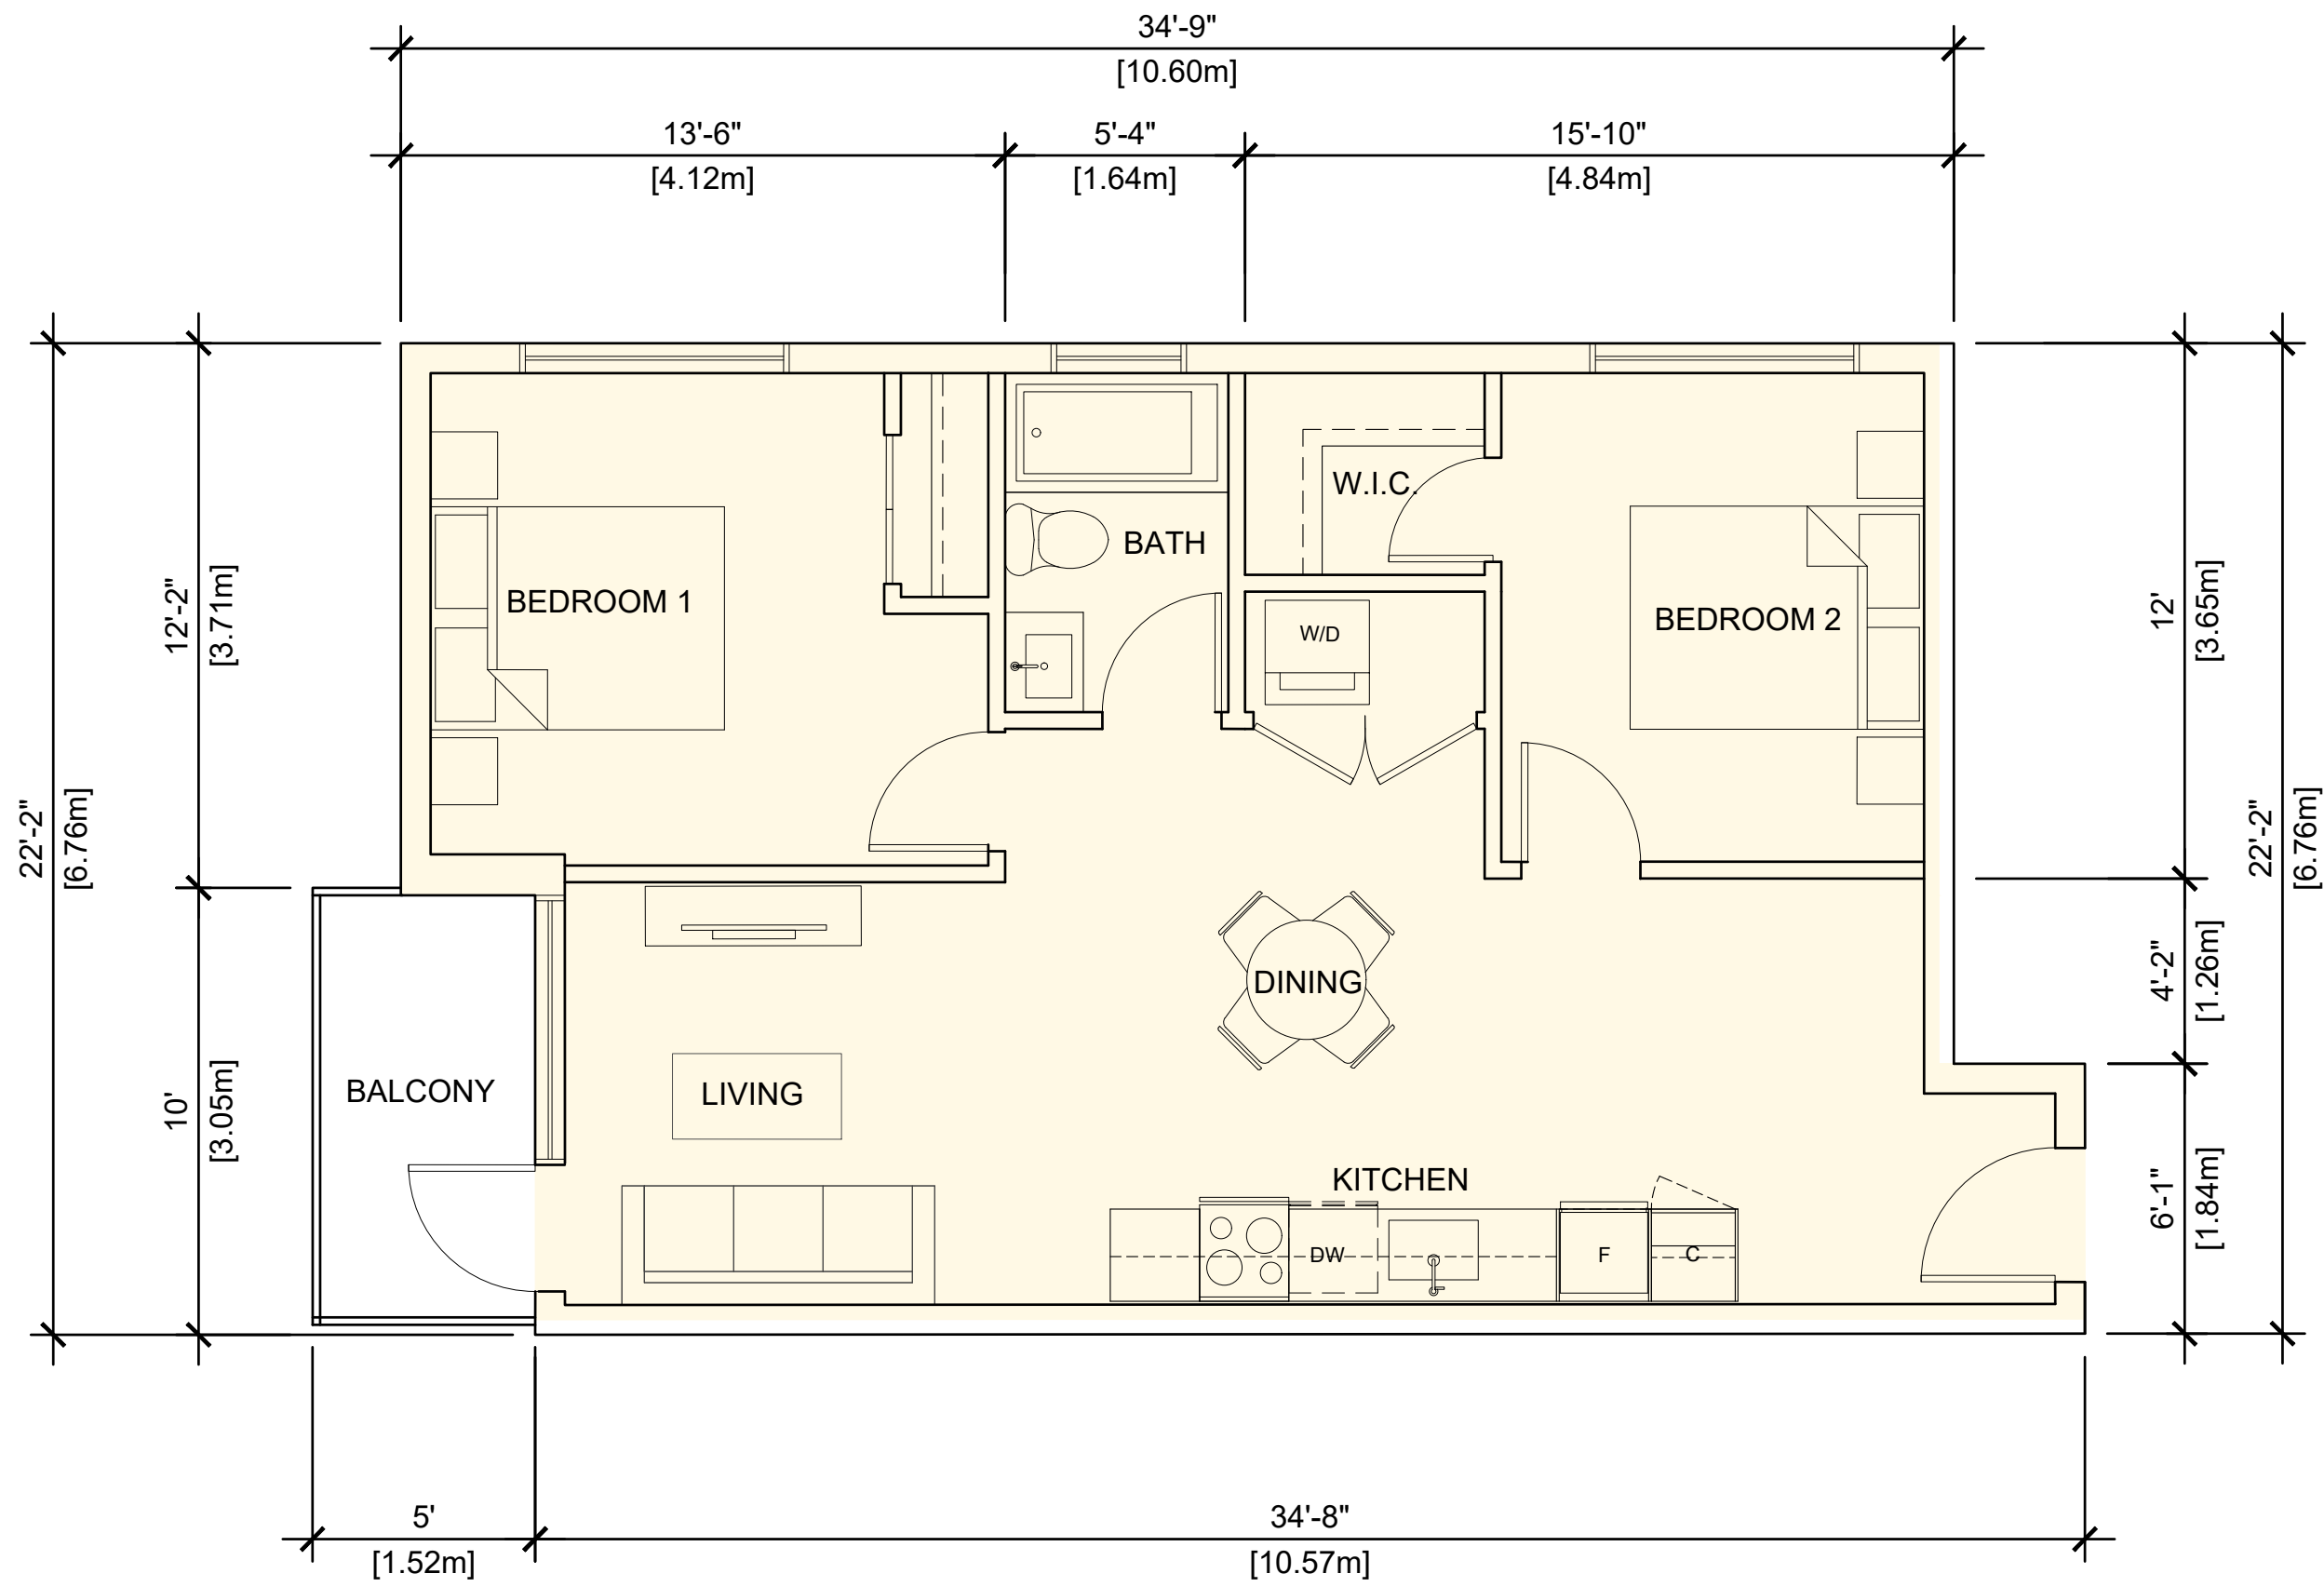 34'-9"
[10.60m]
13'-6"
[4.12m]
5'-4"
[1.64m]
15'-10"
[4.84m]
22'-2"
[6.76m]
12'-2"
[3.71m]
10'
[3.05m]
W.I.C.
BATH
BEDROOM 1
W/D
BEDROOM 2
12'
[3.65m]
4'-2"
[1.26m]
6'-1"
[1.84m]
22'-2"
[6.76m]
DINING
BALCONY
LIVING
KITCHEN
DW
F
C
5'
[1.52m]
34'-8"
[10.57m]